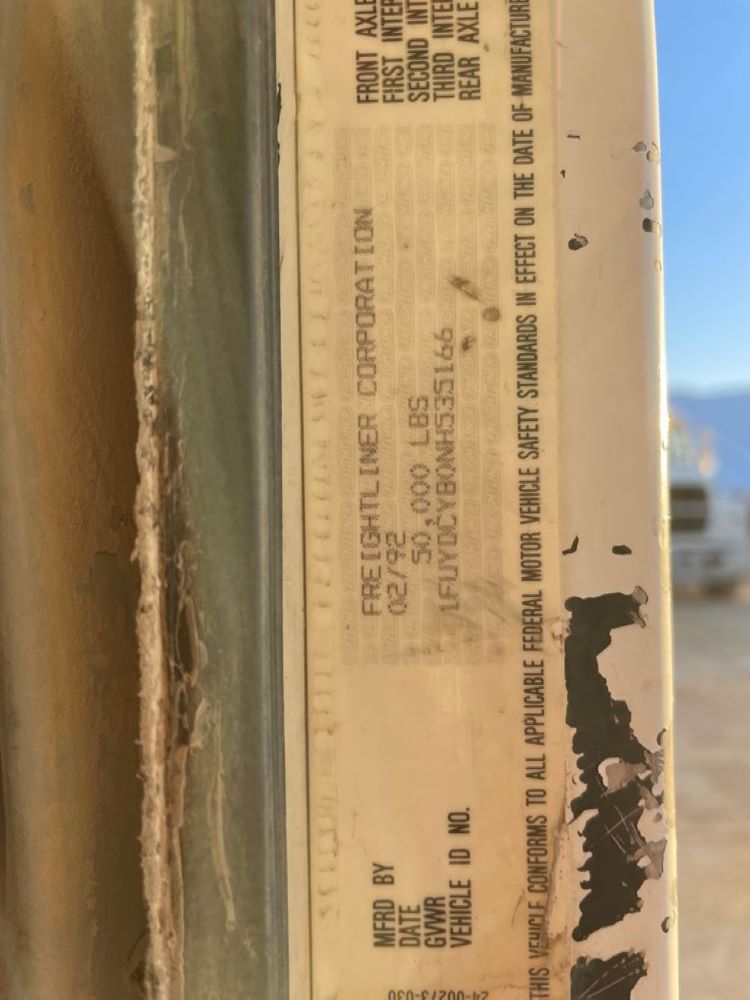 MFRD BY FREIGHTLINER CORPORATION FRONT AXLE
DATE 02/92 FIRST INTER
GVWR 50,000 LBS SECOND INT
VEHICLE ID NO. 1FUYDCYB0NH535166 THIRD INTE
REAR AXLE
THIS VEHICLE CONFORMS TO ALL APPLICABLE FEDERAL MOTOR VEHICLE SAFETY STANDARDS IN EFFECT ON THE DATE OF MANUFACTURE
24-00273-030